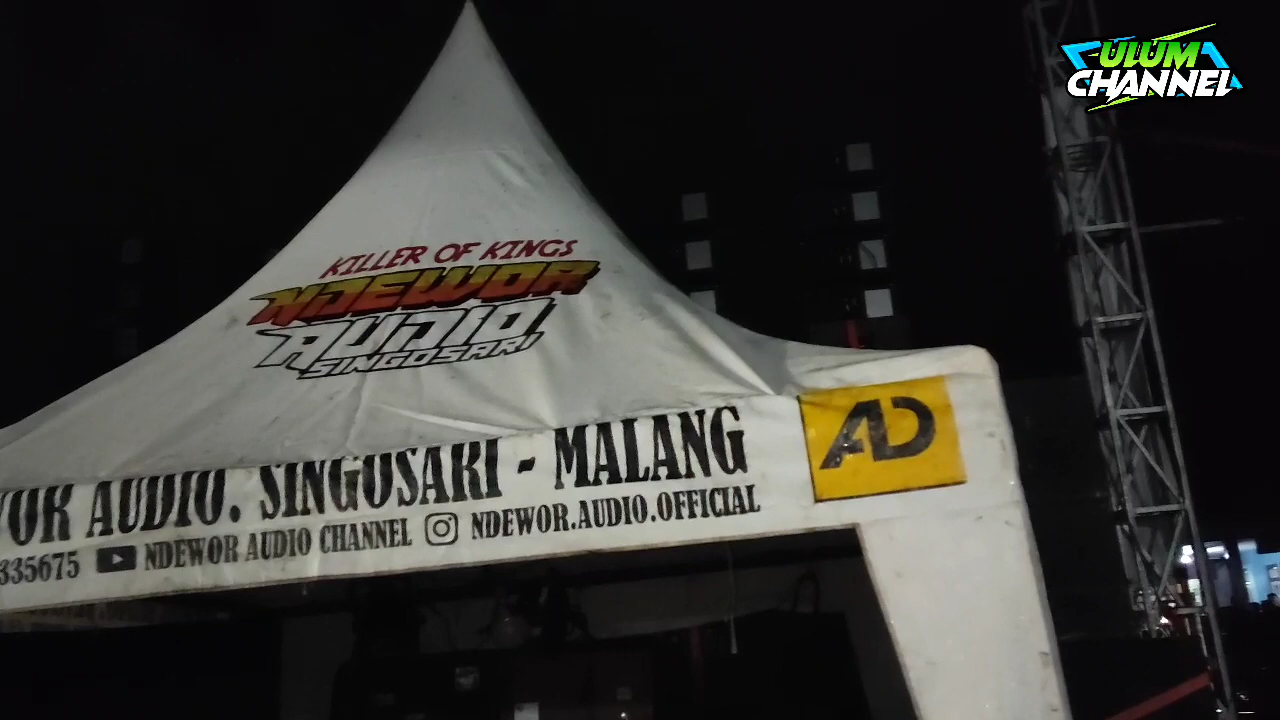 ULUM
CHANNEL
KILLER OF KINGS
NDEWOR
AUDIO
SINGOSARI
AUDIO. SINGOSARI - MALANG
AD
335675 NDEWOR AUDIO CHANNEL NDEWOR.AUDIO.OFFICIAL